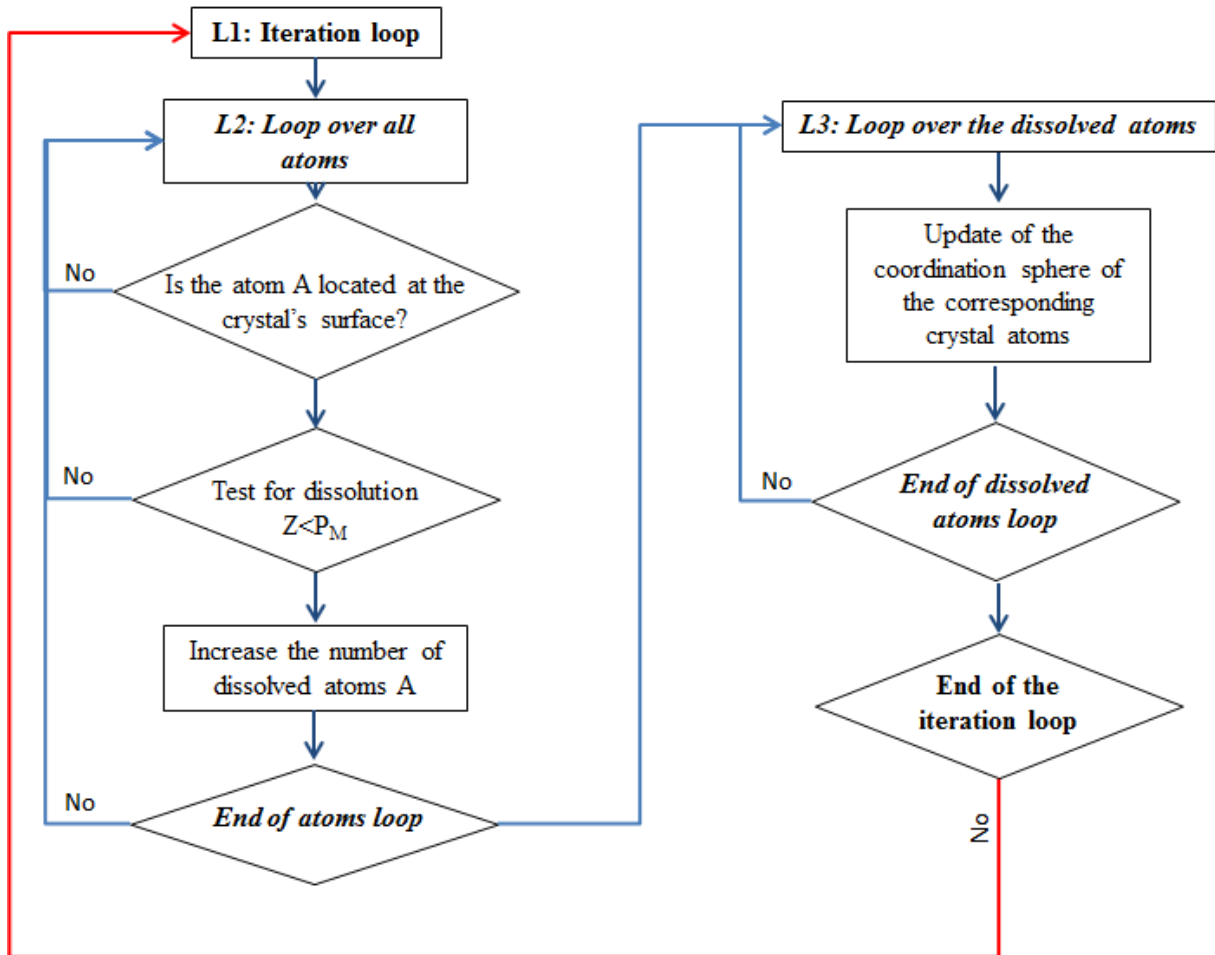 L1: Iteration loop
L2: Loop over all
atoms
No
Is the atom A located at the
crystal's surface?
No
Test for dissolution
Z<PM
Increase the number of
dissolved atoms A
No
End of atoms loop
L3: Loop over the dissolved atoms
Update of the
coordination sphere of
the corresponding
crystal atoms
No
End of dissolved
atoms loop
End of the
iteration loop
No